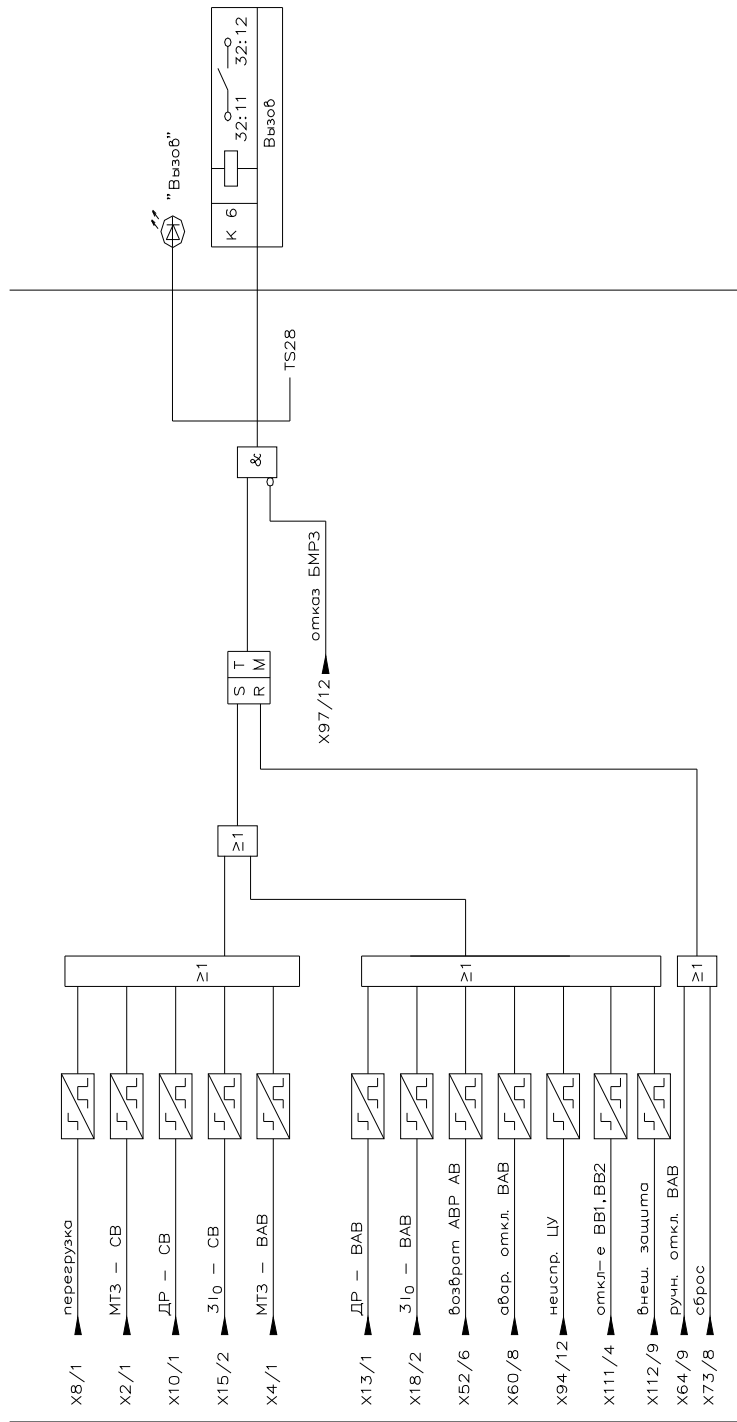 X8/1 перегрузка
X2/1 МТЗ – СВ
X10/1 ДР – СВ
X15/2 3I₀ – СВ
X4/1 МТЗ – ВАВ
≥1
X13/1 ДР – ВАВ
X18/2 3I₀ – ВАВ
X52/6 возврат АВР АВ
X60/8 авар. откл. ВАВ
X94/12 неиспр. ЦУ
X111/4 откл–е ВВ1,ВВ2
X112/9 внеш. защита
≥1
X64/9 ручн. откл. ВАВ
X73/8 сброс
≥1
≥1
S T
R M
X97/12 отказ БМРЗ
&
TS28
"Вызов"
К 6
32:11 32:12
Вызов